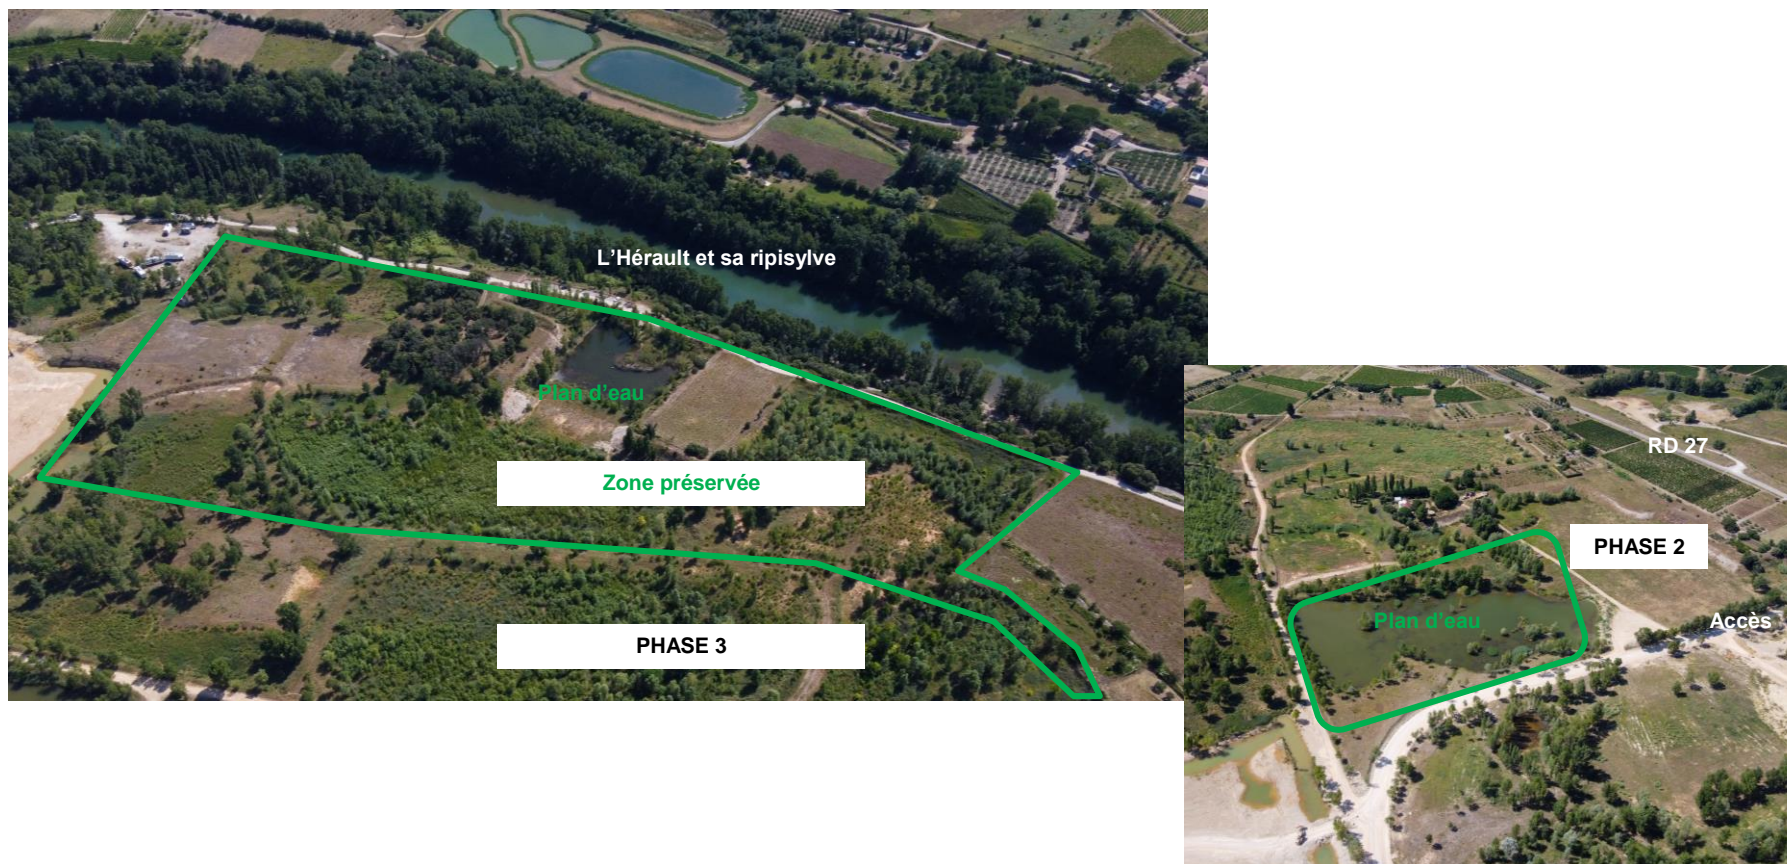 L'Hérault et sa ripisylve
Plan d'eau
Zone préservée
PHASE 3
RD 27
PHASE 2
Plan d'eau
Accès